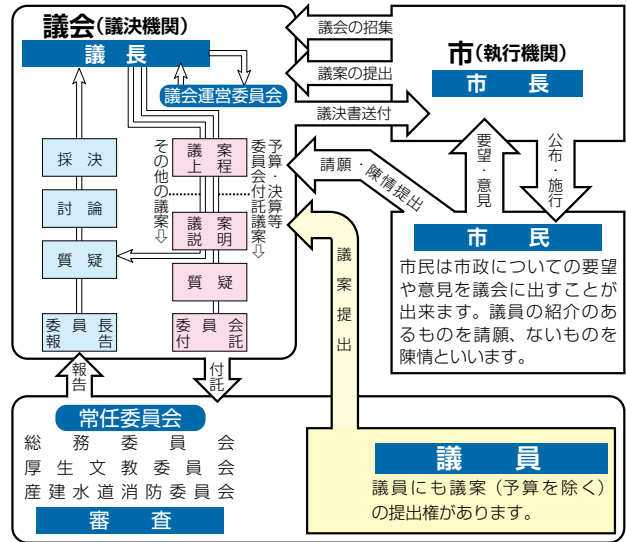 議会(議決機関)
議長
議会運営委員会
議会の招集
議案の提出
議決書送付
市(執行機関)
市長
要望・意見
公布・施行
請願・陳情提出
市民
市民は市政についての要望
や意見を議会に出すことが
出来ます。議員の紹介のあ
るものを請願、ないものを
陳情といいます。
採決
討論
質疑
委員長
報告
その他の議案⇩
議案
上程
議案
説明
質疑
委員会
付託
予算・決算等
委員会付託議案⇩
議案提出
報告
付託
常任委員会
総務委員会
厚生文教委員会
産建水道消防委員会
審査
議員
議員にも議案(予算を除く)
の提出権があります。